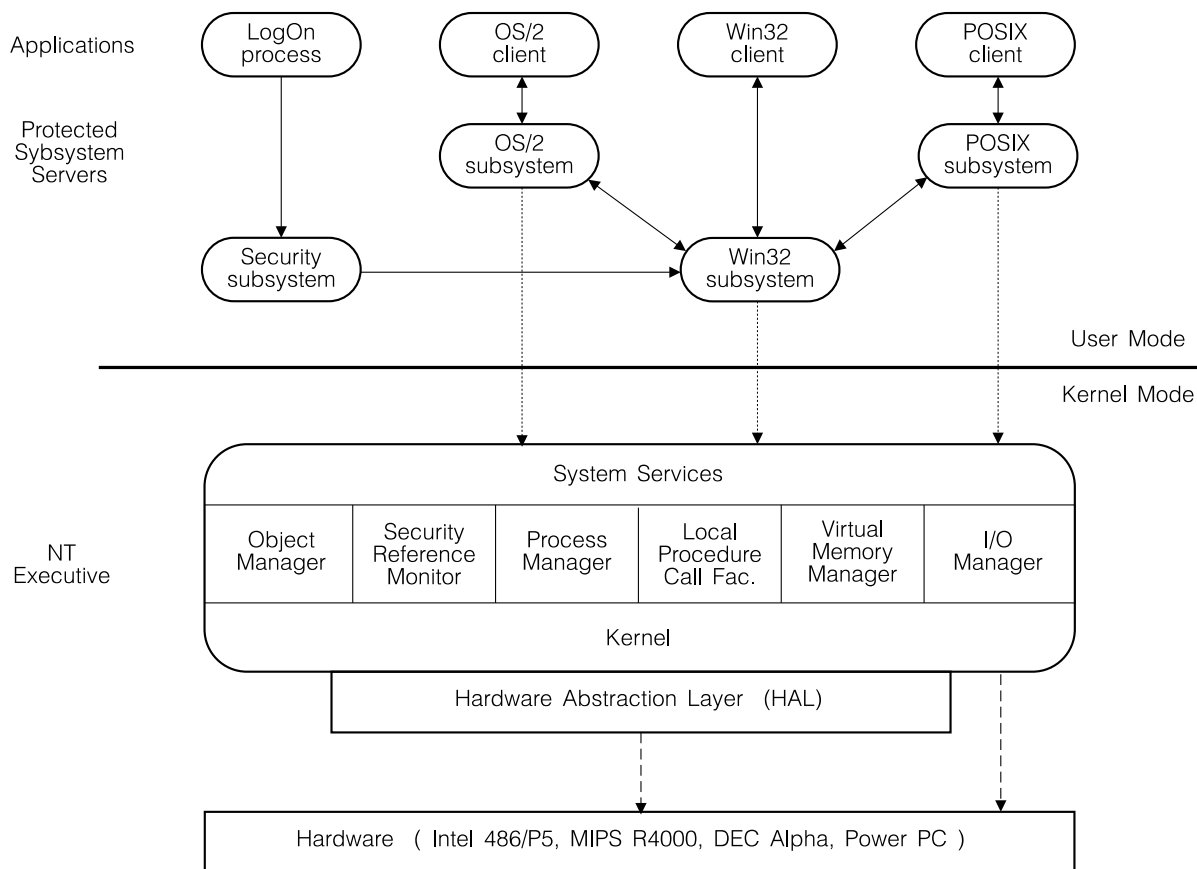 Applications
LogOn
process
OS/2
client
Win32
client
POSIX
client
Protected
Sybsystem
Servers
OS/2
subsystem
POSIX
subsystem
Security
subsystem
Win32
subsystem
User Mode
Kernel Mode
NT
Executive
System Services
Object
Manager
Security
Reference
Monitor
Process
Manager
Local
Procedure
Call Fac.
Virtual
Memory
Manager
I/O
Manager
Kernel
Hardware Abstraction Layer (HAL)
Hardware ( Intel 486/P5, MIPS R4000, DEC Alpha, Power PC )